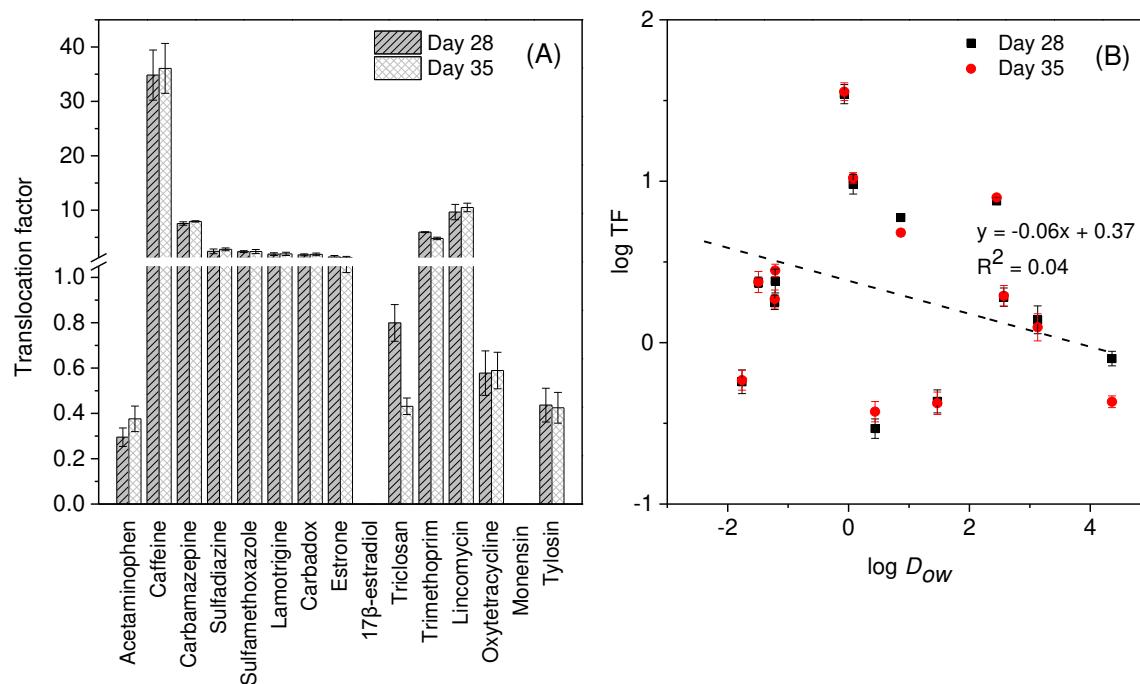 Day 28
Day 35
(A)
Translocation factor
40
30
20
10
1.0
0.8
0.6
0.4
0.2
0.0
Acetaminophen
Caffeine
Carbamazepine
Sulfadiazine
Sulfamethoxazole
Lamotrigine
Carbadox
Estrone
17β-estradiol
Triclosan
Trimethoprim
Lincomycin
Oxytetracycline
Monensin
Tylosin
Day 28
Day 35
(B)
log TF
2
1
0
-1
y = -0.06x + 0.37
R² = 0.04
-2 0 2 4
log Dow